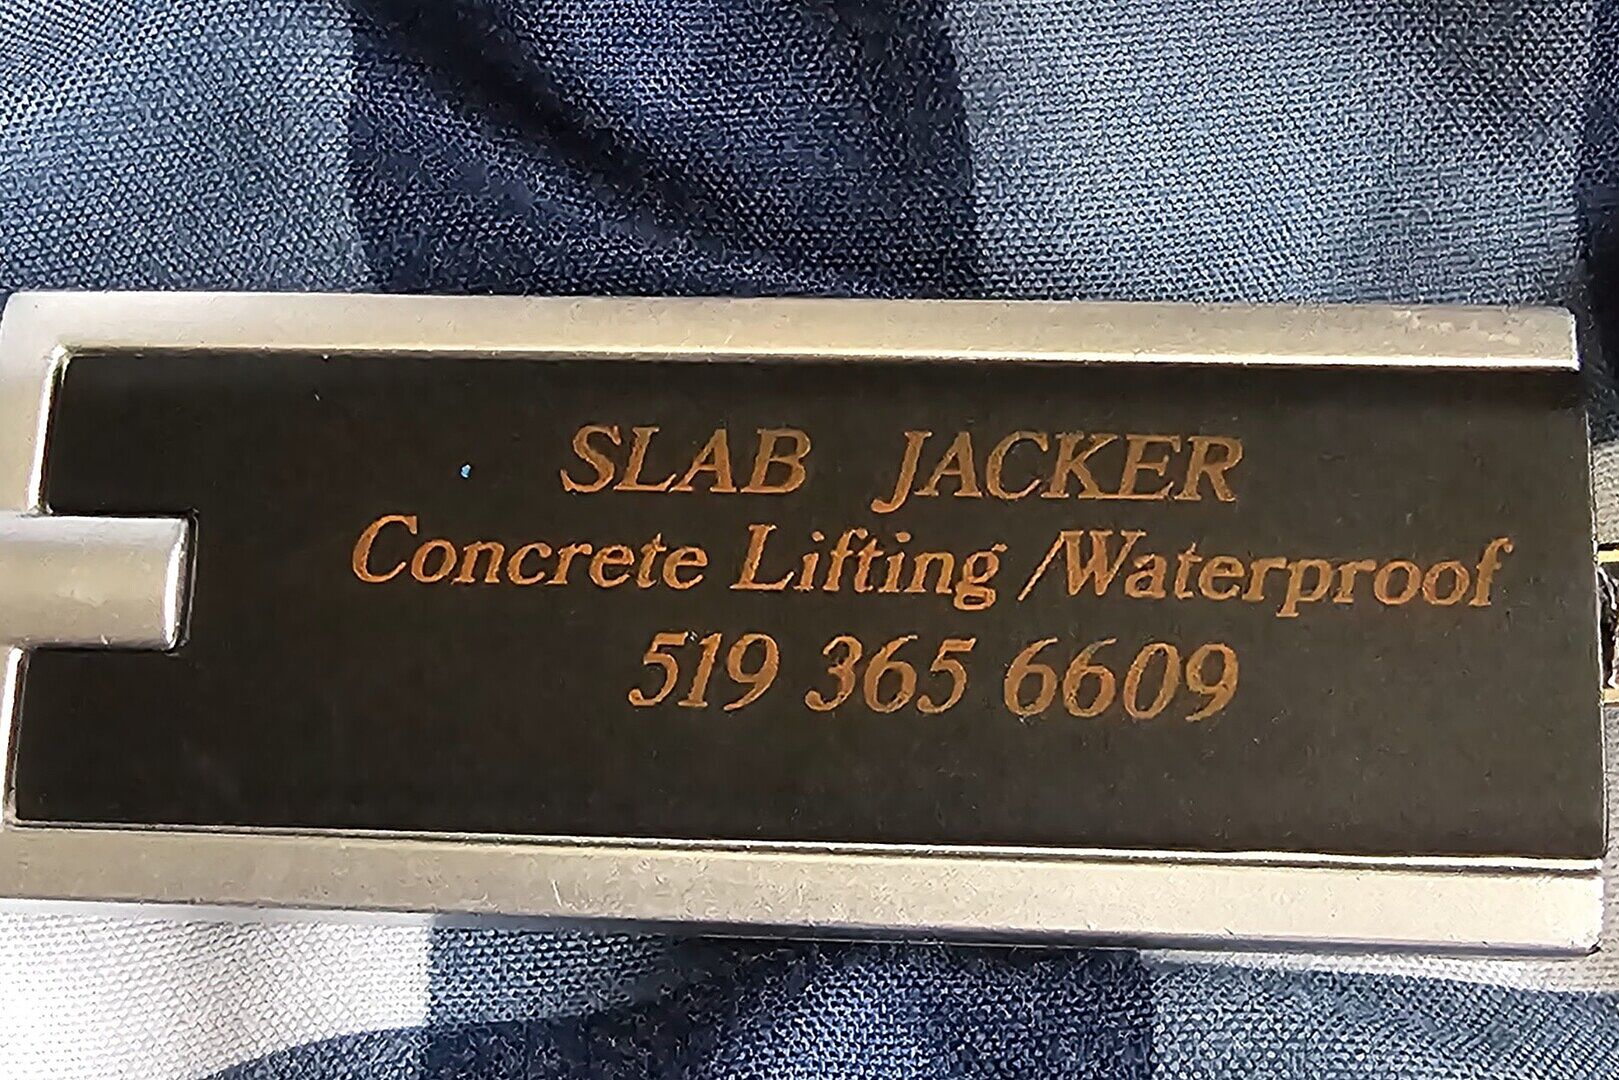 SLAB JACKER
Concrete Lifting /Waterproof
519 365 6609